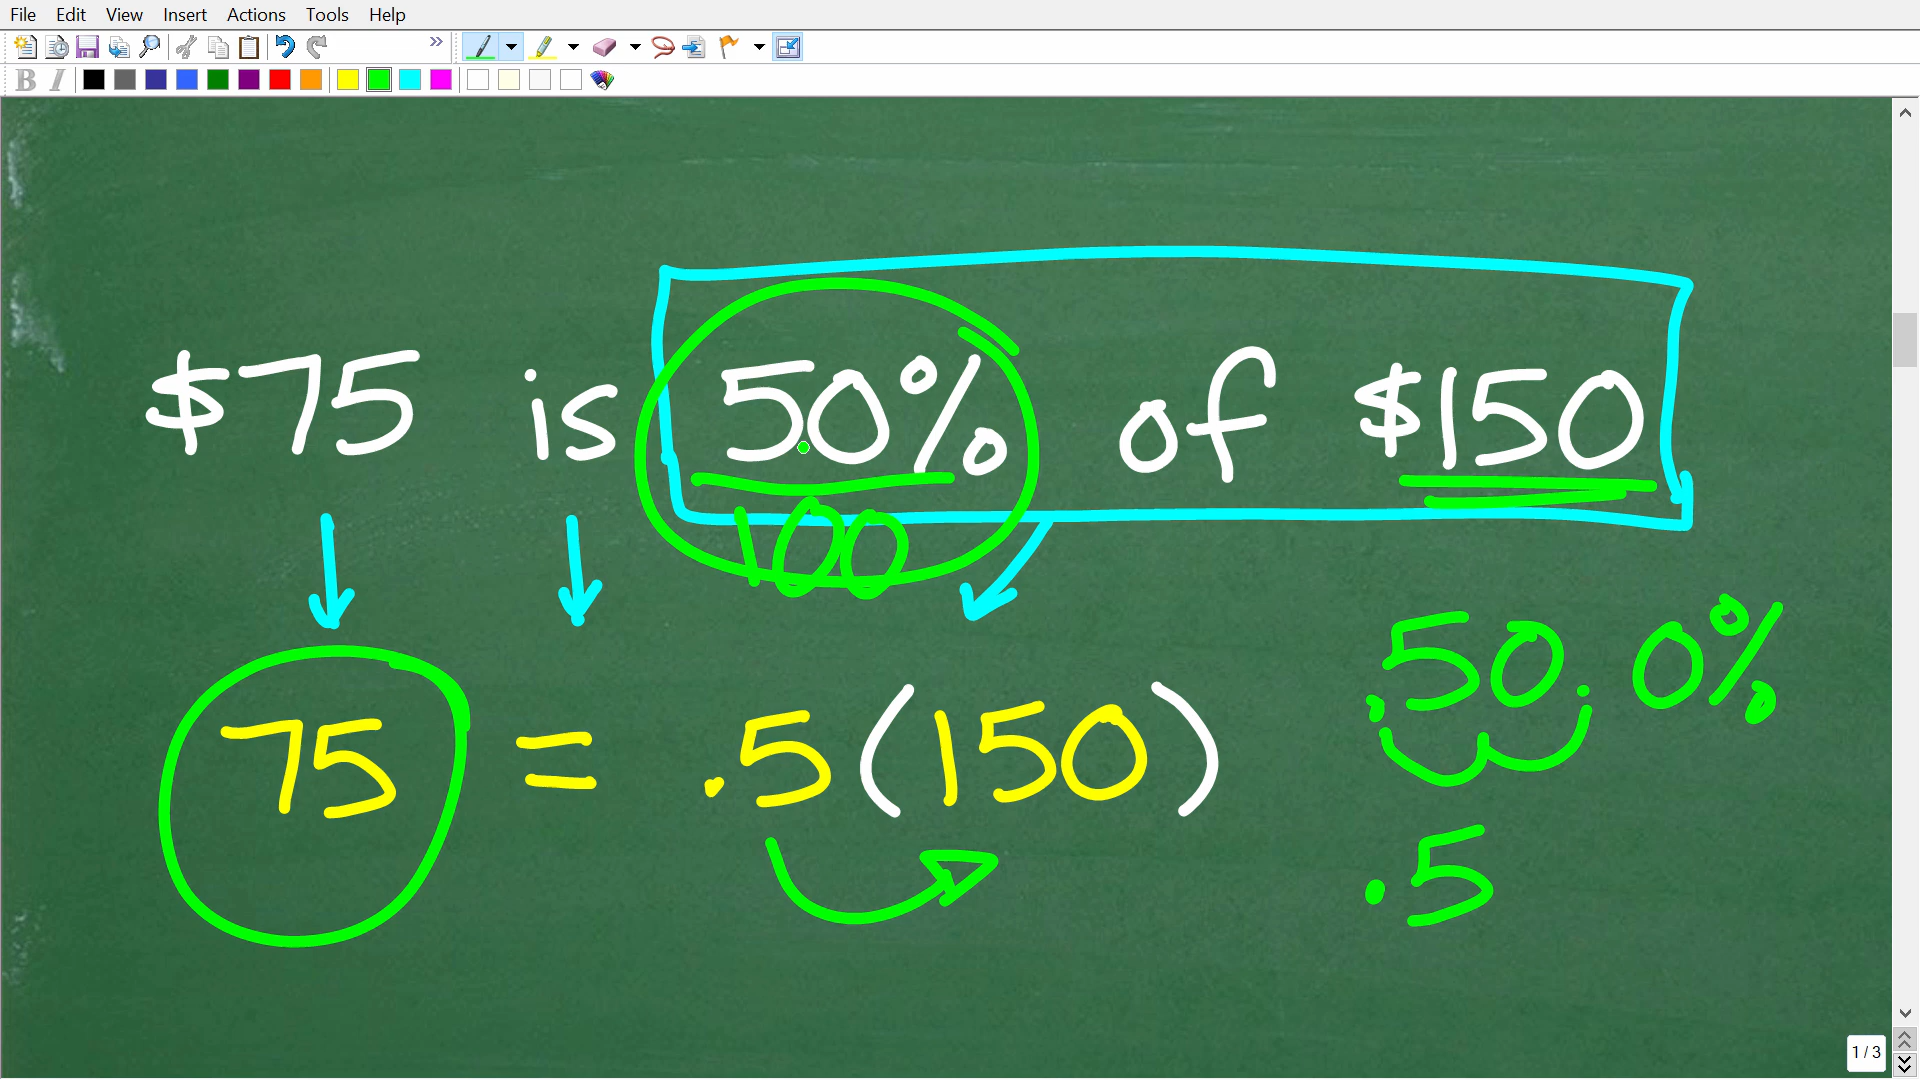 File Edit View Insert Actions Tools Help
B I
$75 is 50% of $150
100
.50.0%
75 = .5(150)
.5
1 / 3